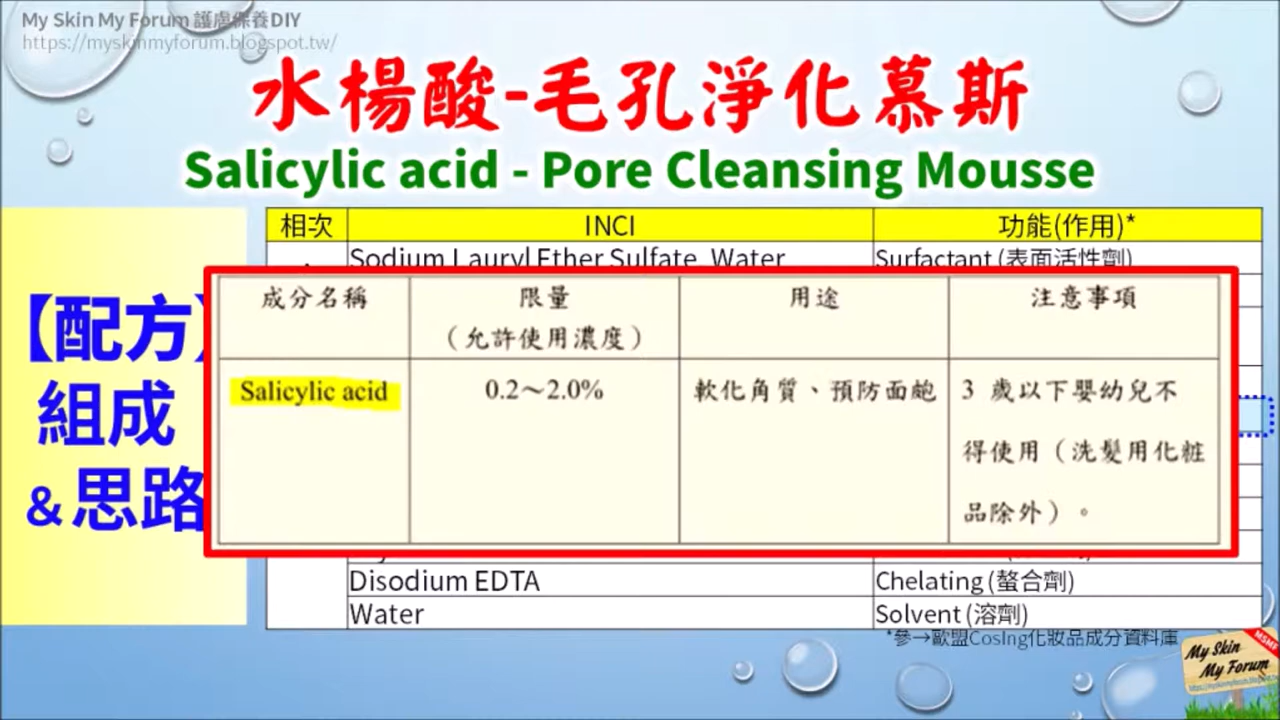 My Skin My Forum 護膚保養DIY
https://myskinmyforum.blogspot.tw/
水楊酸-毛孔淨化慕斯
Salicylic acid - Pore Cleansing Mousse
相次 INCI 功能(作用)*
Sodium Lauryl Ether Sulfate, Water Surfactant (表面活性劑)
【配方】
組成
&思路
成分名稱 限量 用途 注意事項
(允許使用濃度)
Salicylic acid 0.2~2.0% 軟化角質、預防面皰 3 歲以下嬰幼兒不
得使用(洗髮用化粧
品除外)。
Disodium EDTA Chelating (螯合劑)
Water Solvent (溶劑)
*參→歐盟CosIng化妝品成分資料庫
MSMF
My Skin
My Forum